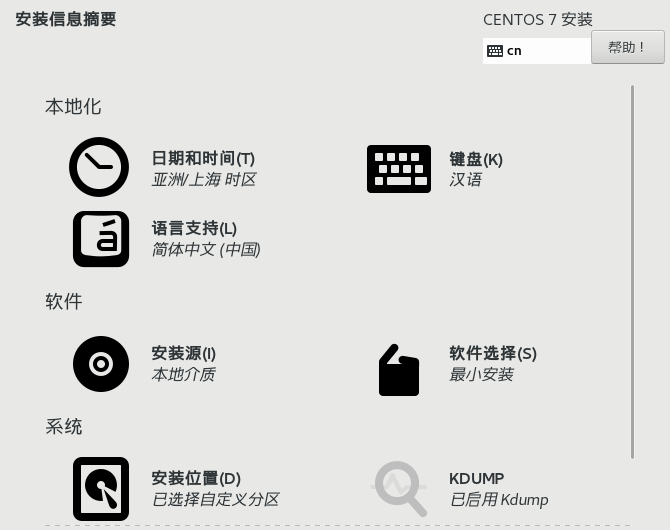 安装信息摘要
CENTOS 7 安装
cn
帮助！
本地化
日期和时间(T)
亚洲/上海 时区
键盘(K)
汉语
语言支持(L)
简体中文 (中国)
软件
安装源(I)
本地介质
软件选择(S)
最小安装
系统
安装位置(D)
已选择自定义分区
KDUMP
已启用 Kdump